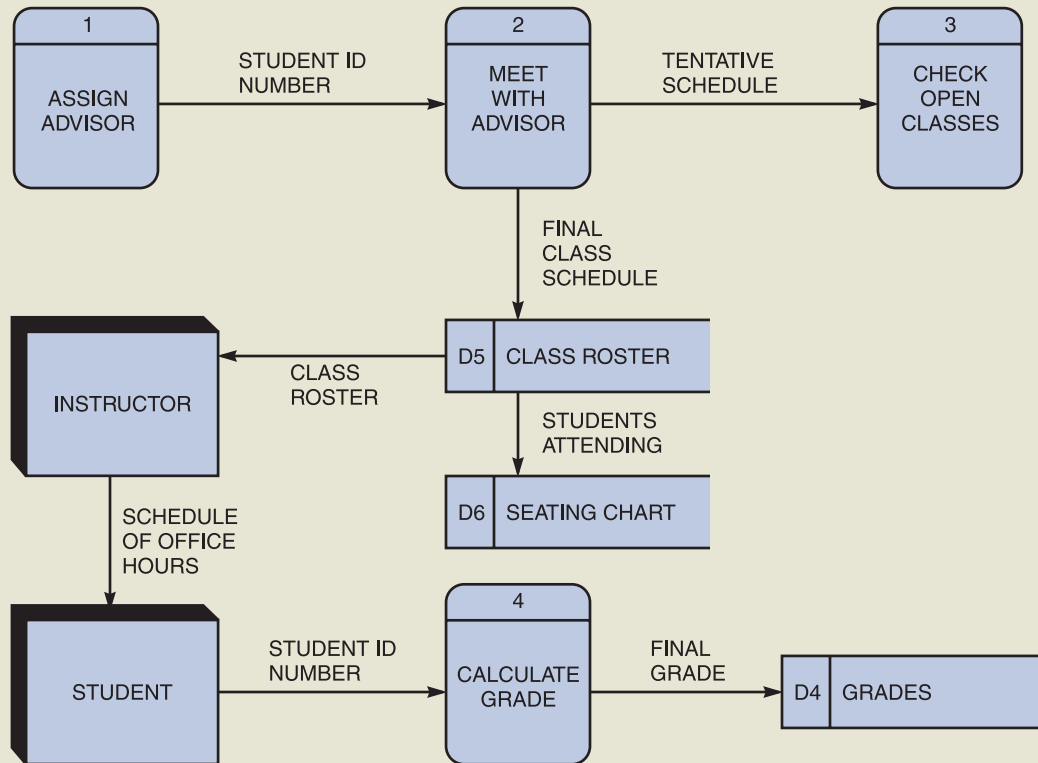 1
ASSIGN
ADVISOR
STUDENT ID
NUMBER
2
MEET
WITH
ADVISOR
TENTATIVE
SCHEDULE
3
CHECK
OPEN
CLASSES
FINAL
CLASS
SCHEDULE
INSTRUCTOR
CLASS
ROSTER
D5 CLASS ROSTER
STUDENTS
ATTENDING
D6 SEATING CHART
SCHEDULE
OF OFFICE
HOURS
STUDENT
STUDENT ID
NUMBER
4
CALCULATE
GRADE
FINAL
GRADE
D4 GRADES